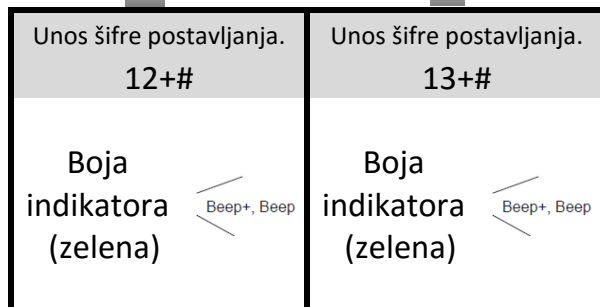 Unos šifre postavljanja.
12+#
Boja
indikatora
(zelena)
Beep+, Beep
Unos šifre postavljanja.
13+#
Boja
indikatora
(zelena)
Beep+, Beep